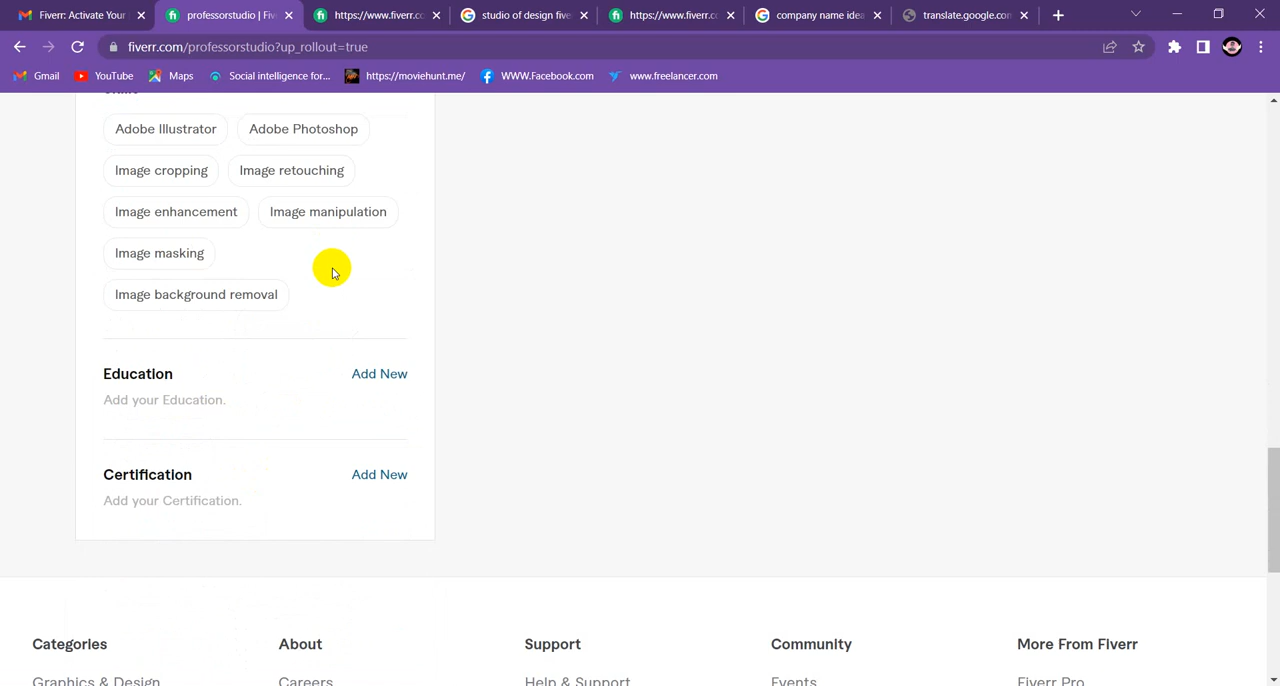 Fiverr: Activate Your
professorstudio | Five
https://www.fiverr.co
studio of design five
https://www.fiverr.co
company name idea
translate.google.con
fiverr.com/professorstudio?up_rollout=true
Gmail
YouTube
Maps
Social intelligence for...
https://moviehunt.me/
WWW.Facebook.com
www.freelancer.com
Adobe Illustrator
Adobe Photoshop
Image cropping
Image retouching
Image enhancement
Image manipulation
Image masking
Image background removal
Education
Add New
Add your Education.
Certification
Add New
Add your Certification.
Categories
About
Support
Community
More From Fiverr
Graphics & Design
Careers
Help & Support
Events
Fiverr Pro